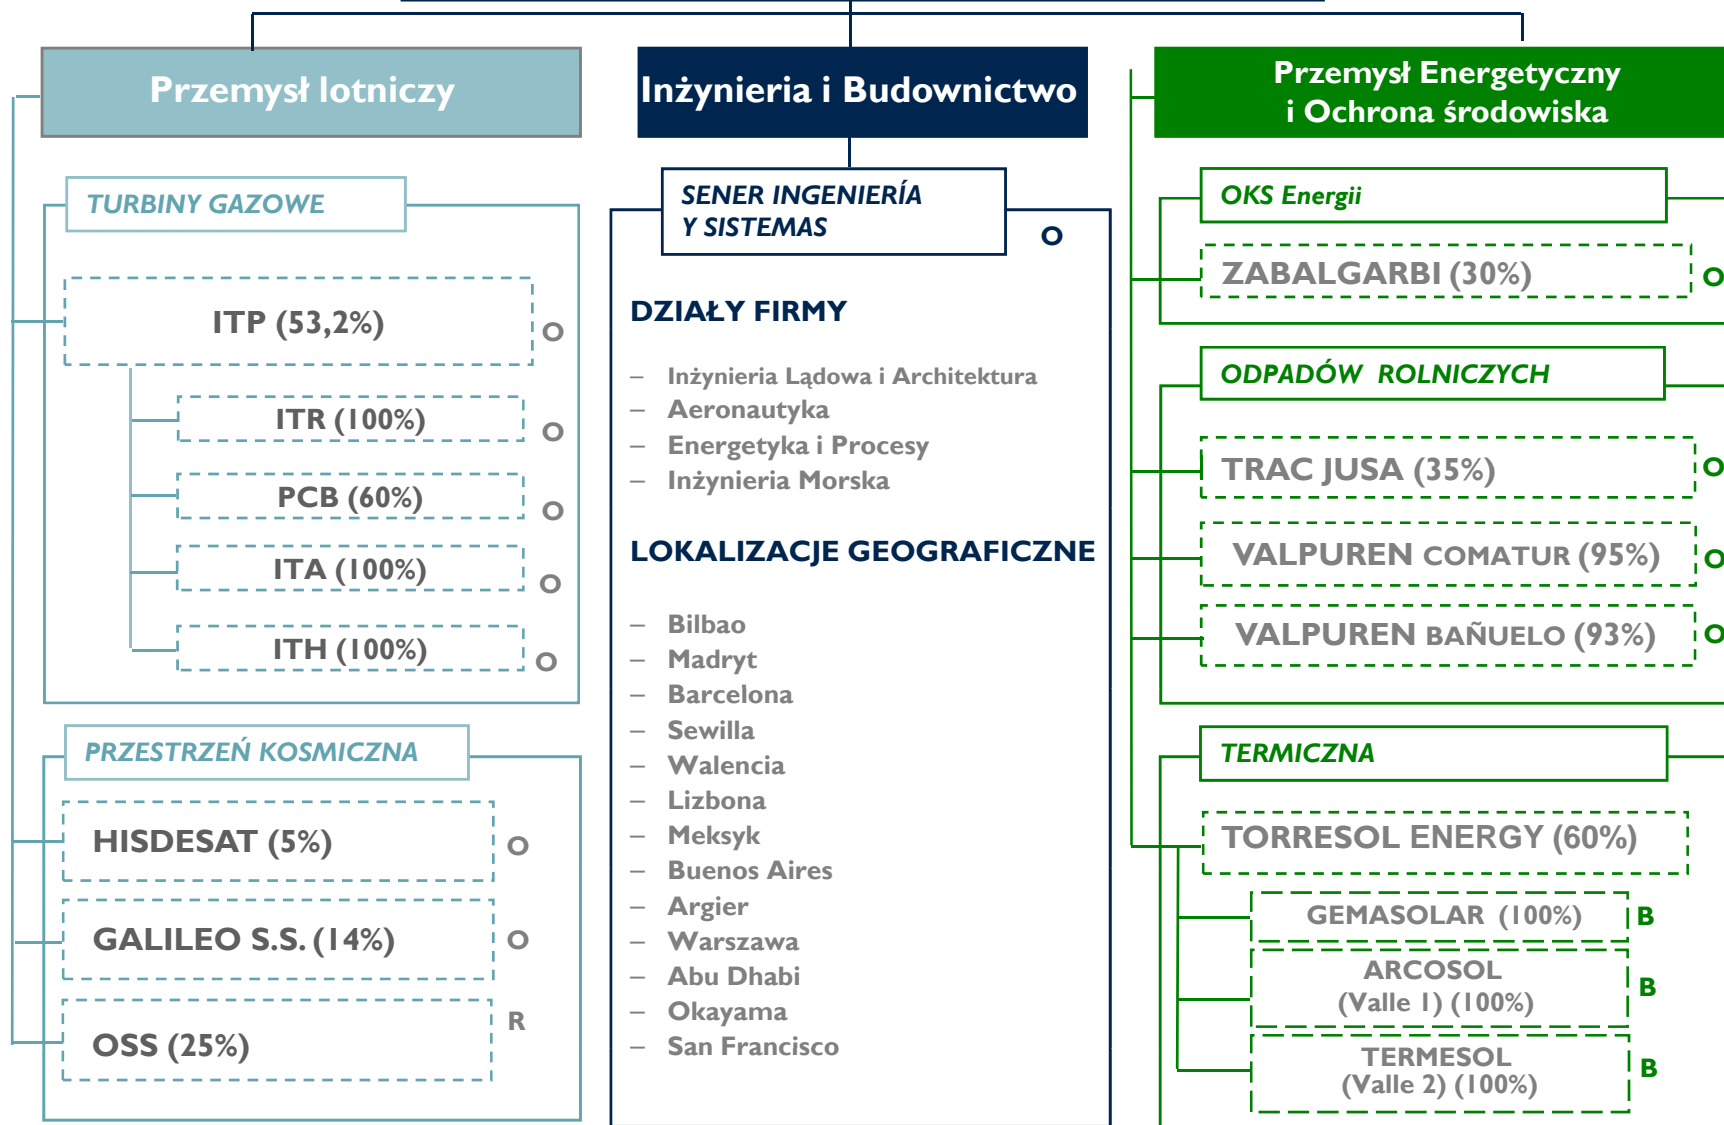 Przemysł lotniczy
TURBINY GAZOWE
ITP (53,2%)
O
ITR (100%)
O
PCB (60%)
O
ITA (100%)
O
ITH (100%)
O
PRZESTRZEŃ KOSMICZNA
HISDESAT (5%)
O
GALILEO S.S. (14%)
O
OSS (25%)
R
Inżynieria i Budownictwo
SENER INGENIERÍA
Y SISTEMAS
O
DZIAŁY FIRMY
– Inżynieria Lądowa i Architektura
– Aeronautyka
– Energetyka i Procesy
– Inżynieria Morska
LOKALIZACJE GEOGRAFICZNE
– Bilbao
– Madryt
– Barcelona
– Sewilla
– Walencia
– Lizbona
– Meksyk
– Buenos Aires
– Argier
– Warszawa
– Abu Dhabi
– Okayama
– San Francisco
Przemysł Energetyczny
i Ochrona środowiska
OKS Energii
ZABALGARBI (30%)
O
ODPADÓW ROLNICZYCH
TRAC JUSA (35%)
O
VALPUREN COMATUR (95%)
O
VALPUREN BAÑUELO (93%)
O
TERMICZNA
TORRESOL ENERGY (60%)
GEMASOLAR (100%)
B
ARCOSOL
(Valle 1) (100%)
B
TERMESOL
(Valle 2) (100%)
B